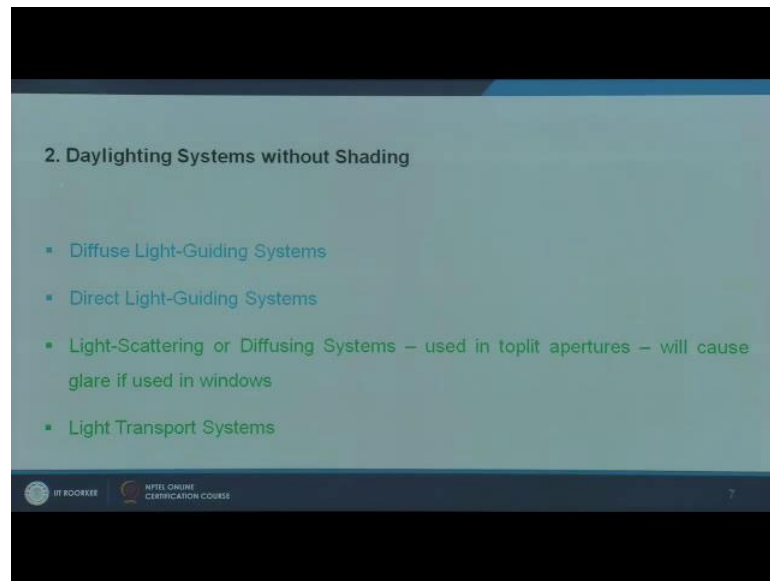 2. Daylighting Systems without Shading
▪ Diffuse Light-Guiding Systems
▪ Direct Light-Guiding Systems
▪ Light-Scattering or Diffusing Systems – used in toplit apertures – will cause
glare if used in windows
▪ Light Transport Systems
IIT ROORKEE
NPTEL ONLINE
CERTIFICATION COURSE
7